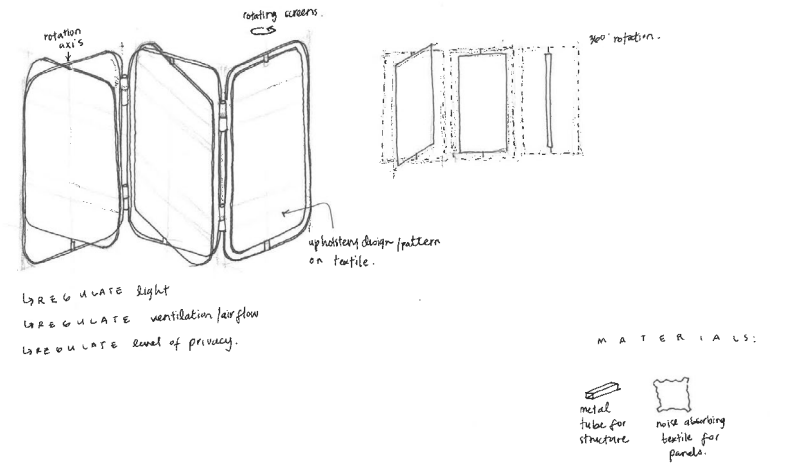 rotating screens.
rotation
axis
360° rotation.
upholstery design/pattern
on textile.
↳REGULATE light
↳REGULATE ventilation/airflow
↳REGULATE level of privacy.
MATERIALS:
metal
tube for
structure
noise absorbing
textile for
panels.